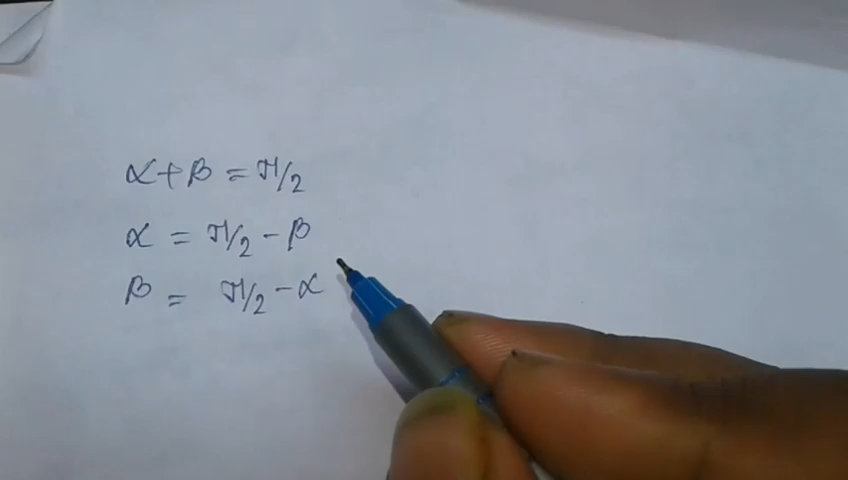 α+β = π/2
α = π/2 - β
β = π/2 - α